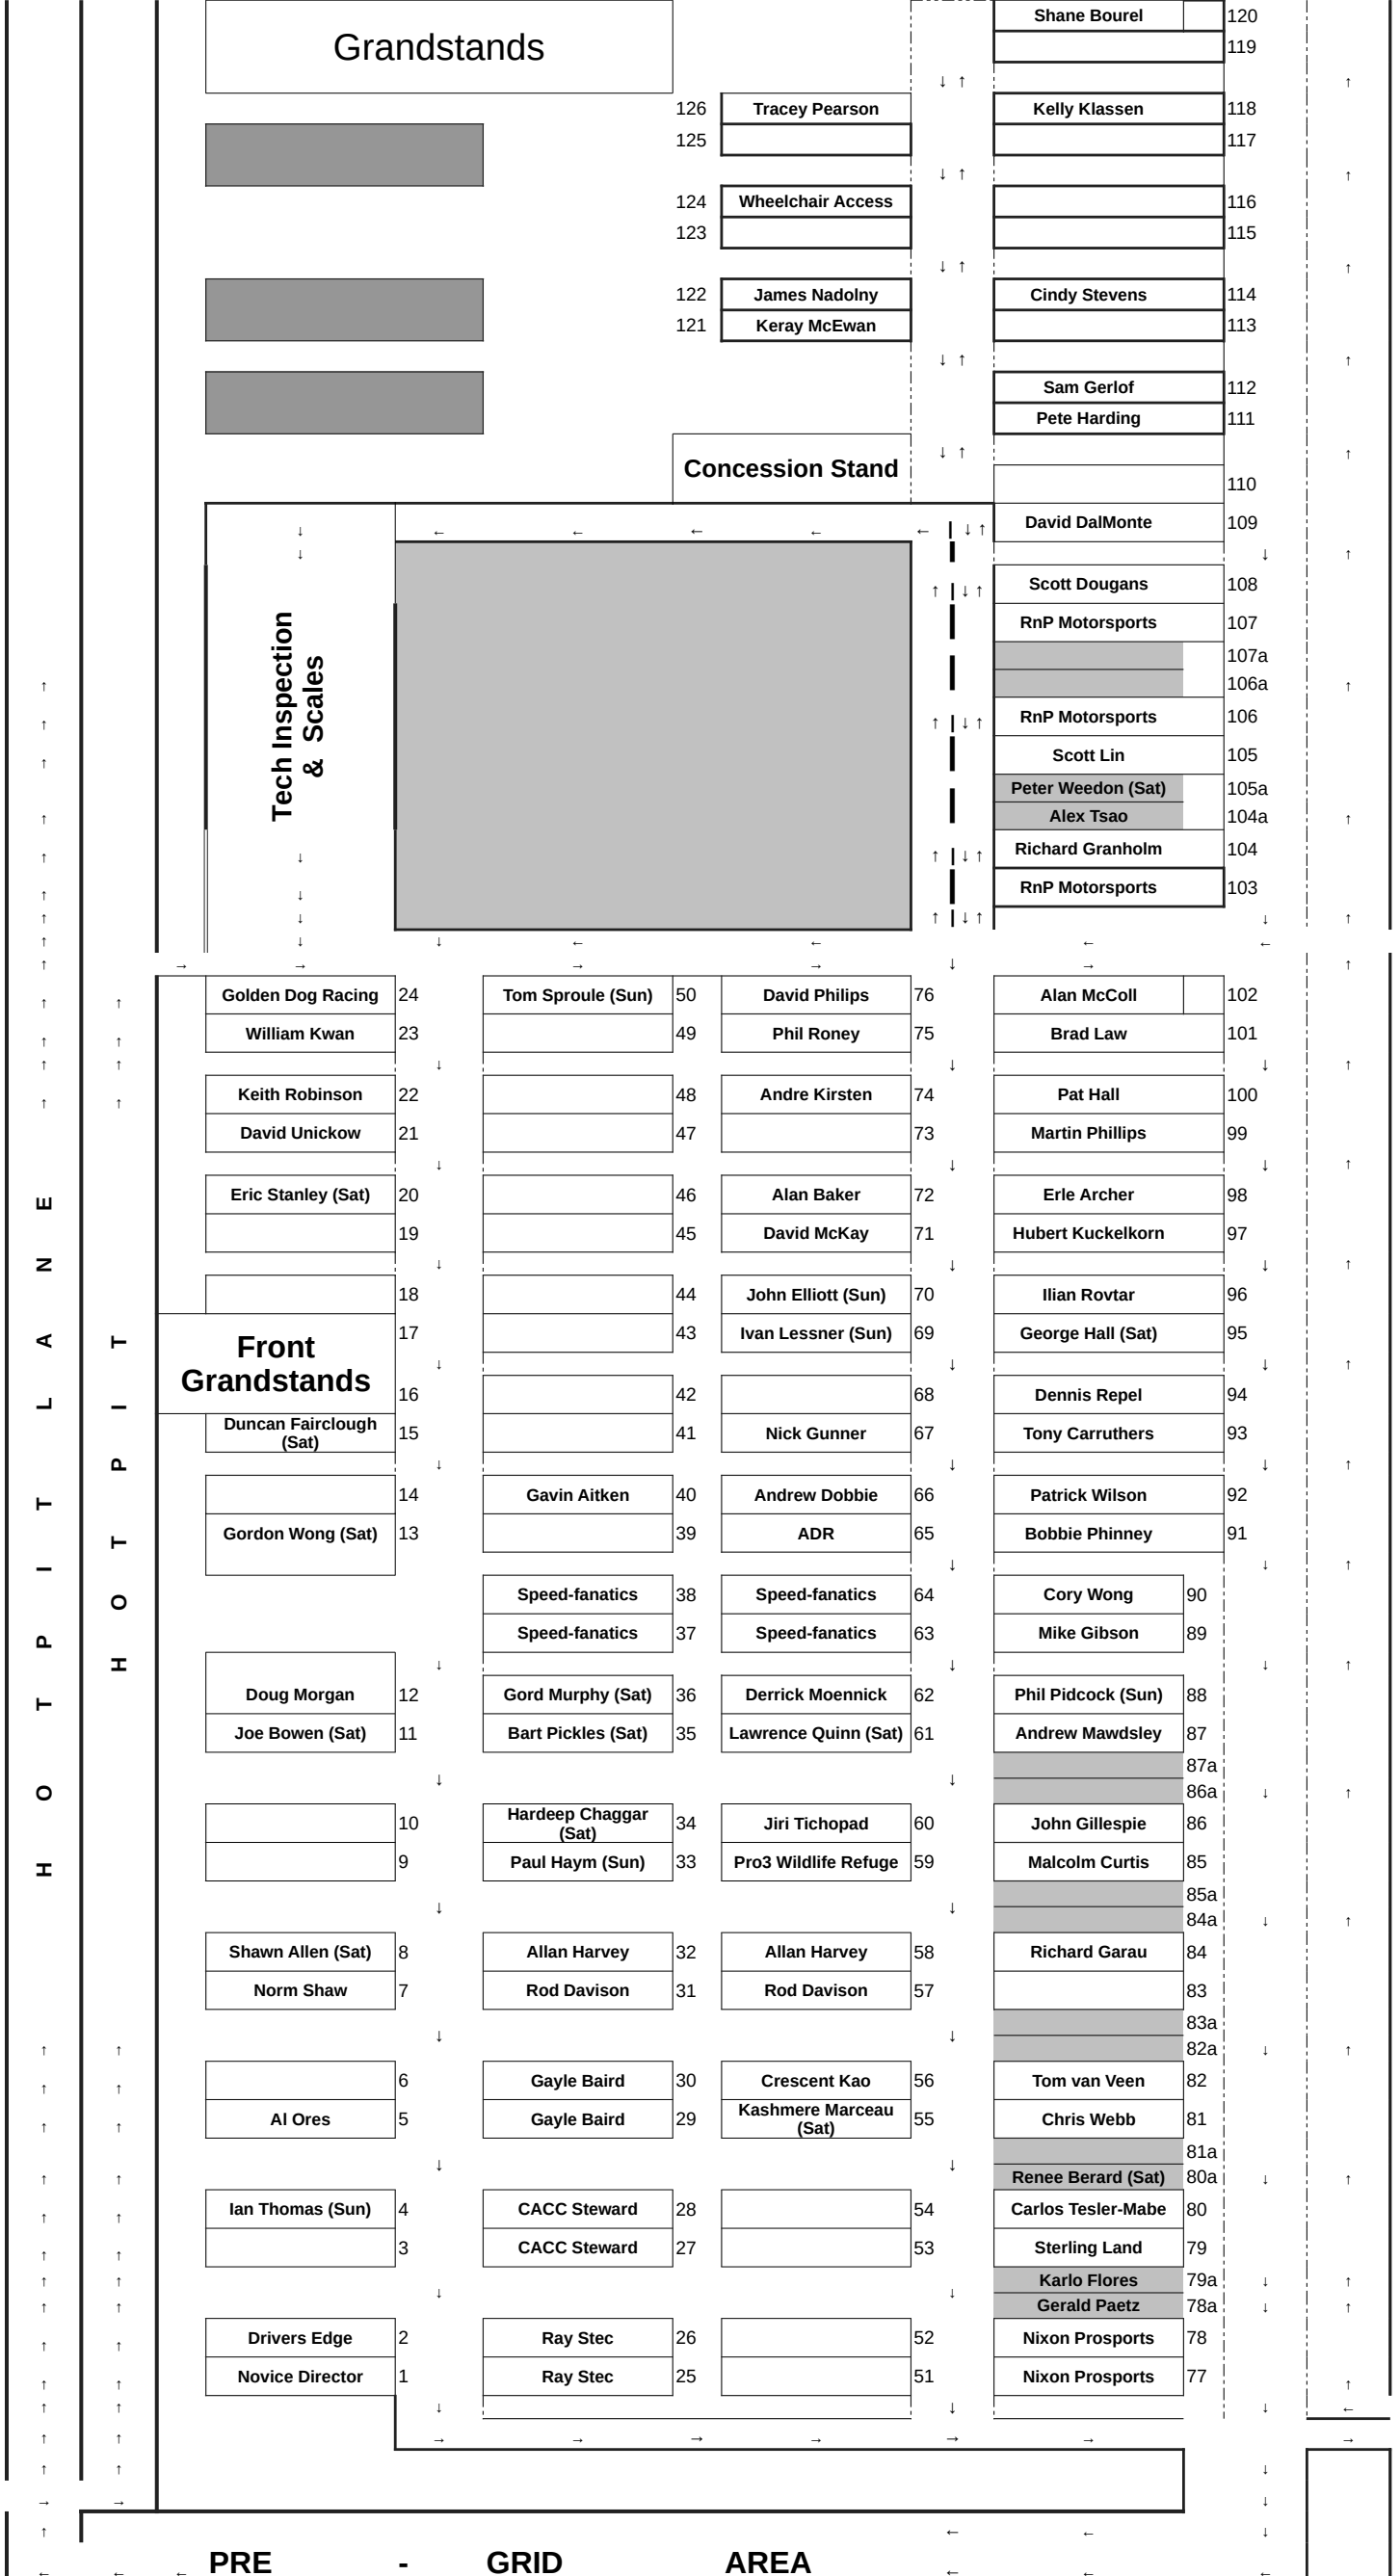 Shane Bourel 120
Grandstands
119
↓ ↑
126 Tracey Pearson Kelly Klassen 118
125 117
↓ ↑
124 Wheelchair Access 116
123 115
↓ ↑
122 James Nadolny Cindy Stevens 114
121 Keray McEwan 113
↓ ↑
Sam Gerlof 112
Pete Harding 111
Concession Stand ↓ ↑
110
David DalMonte 109
Scott Dougans 108
RnP Motorsports 107
107a
106a
RnP Motorsports 106
Scott Lin 105
Peter Weedon (Sat) 105a
Alex Tsao 104a
Richard Granholm 104
RnP Motorsports 103
Tech Inspection
& Scales
Golden Dog Racing 24 Tom Sproule (Sun) 50 David Philips 76 Alan McColl 102
William Kwan 23 49 Phil Roney 75 Brad Law 101
Keith Robinson 22 48 Andre Kirsten 74 Pat Hall 100
David Unickow 21 47 73 Martin Phillips 99
Eric Stanley (Sat) 20 46 Alan Baker 72 Erle Archer 98
19 45 David McKay 71 Hubert Kuckelkorn 97
18 44 John Elliott (Sun) 70 Ilian Rovtar 96
Front
Grandstands
17 43 Ivan Lessner (Sun) 69 George Hall (Sat) 95
16 42 68 Dennis Repel 94
Duncan Fairclough
(Sat)
15 41 Nick Gunner 67 Tony Carruthers 93
14 Gavin Aitken 40 Andrew Dobbie 66 Patrick Wilson 92
Gordon Wong (Sat) 13 39 ADR 65 Bobbie Phinney 91
Speed-fanatics 38 Speed-fanatics 64 Cory Wong 90
Speed-fanatics 37 Speed-fanatics 63 Mike Gibson 89
Doug Morgan 12 Gord Murphy (Sat) 36 Derrick Moennick 62 Phil Pidcock (Sun) 88
Joe Bowen (Sat) 11 Bart Pickles (Sat) 35 Lawrence Quinn (Sat) 61 Andrew Mawdsley 87
87a
86a
10 Hardeep Chaggar
(Sat)
34 Jiri Tichopad 60 John Gillespie 86
9 Paul Haym (Sun) 33 Pro3 Wildlife Refuge 59 Malcolm Curtis 85
85a
84a
Shawn Allen (Sat) 8 Allan Harvey 32 Allan Harvey 58 Richard Garau 84
Norm Shaw 7 Rod Davison 31 Rod Davison 57 83
83a
82a
6 Gayle Baird 30 Crescent Kao 56 Tom van Veen 82
Al Ores 5 Gayle Baird 29 Kashmere Marceau
(Sat)
55 Chris Webb 81
81a
Renee Berard (Sat) 80a
Ian Thomas (Sun) 4 CACC Steward 28 54 Carlos Tesler-Mabe 80
3 CACC Steward 27 53 Sterling Land 79
Karlo Flores 79a
Gerald Paetz 78a
Drivers Edge 2 Ray Stec 26 52 Nixon Prosports 78
Novice Director 1 Ray Stec 25 51 Nixon Prosports 77
HOT PIT LANE
HOT PIT
PRE - GRID AREA